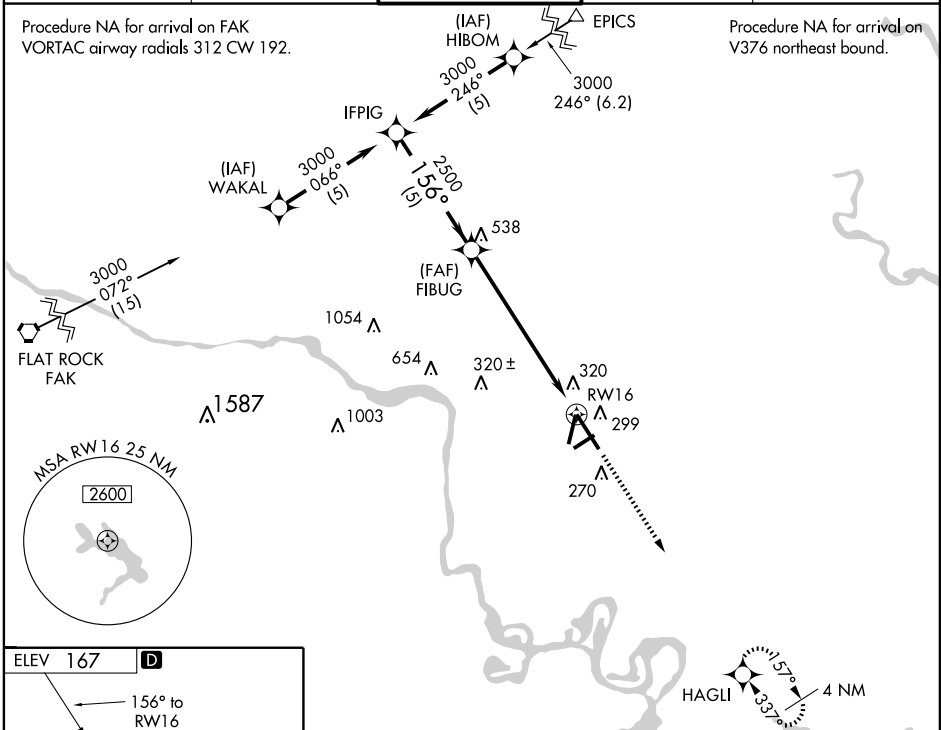 Procedure NA for arrival on FAK
VORTAC airway radials 312 CW 192.
(IAF)
HIBOM
EPICS
Procedure NA for arrival on
V376 northeast bound.
3000
246°
(5)
3000
246° (6.2)
IFPIG
(IAF)
WAKAL
3000
066°
(5)
2500
156°
(5)
538
(FAF)
FIBUG
3000
072°
(15)
FLAT ROCK
FAK
1054
654
320 ±
320
RW16
299
1587
1003
270
MSA RW16 25 NM
2600
ELEV 167 D
156° to
RW16
HAGLI
157°
337°
4 NM